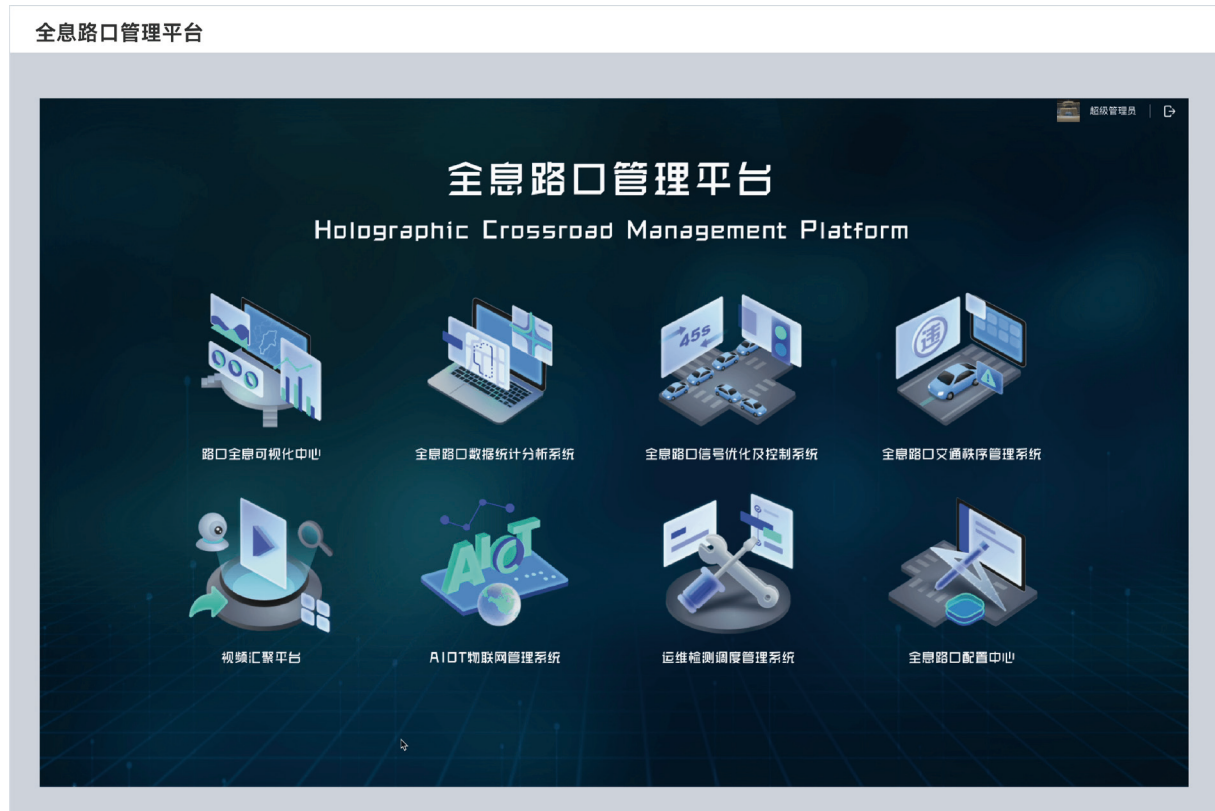 全息路口管理平台
超级管理员
全息路口管理平台
Holographic Crossroad Management Platform
45s
违
路口全息可视化中心
全息路口数据统计分析系统
全息路口信号优化及控制系统
全息路口交通秩序管理系统
AIOT
视频汇聚平台
AIOT物联网管理系统
运维检测调度管理系统
全息路口配置中心